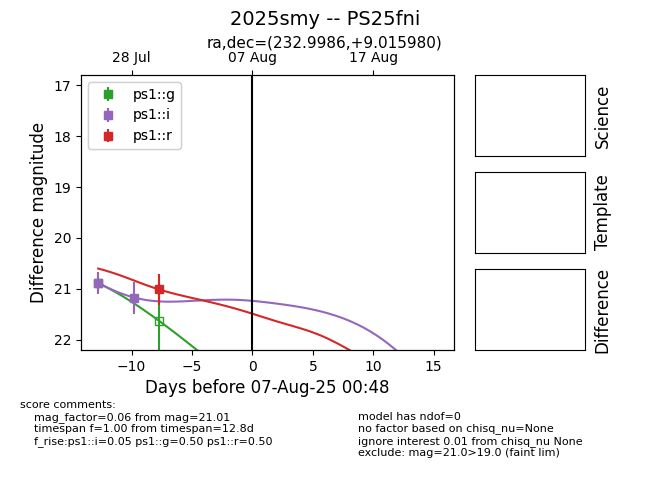 2025smy -- PS25fni
ra,dec=(232.9986,+9.015980)
28 Jul 07 Aug 17 Aug
17
18
19
20
21
22
Difference magnitude
ps1::g
ps1::i
ps1::r
−10 −5 0 5 10 15
Days before 07-Aug-25 00:48
Science
Template
Difference
score comments:
mag_factor=0.06 from mag=21.01
timespan f=1.00 from timespan=12.8d
f_rise:ps1::i=0.05 ps1::g=0.50 ps1::r=0.50
model has ndof=0
no factor based on chisq_nu=None
ignore interest 0.01 from chisq_nu None
exclude: mag=21.0>19.0 (faint lim)